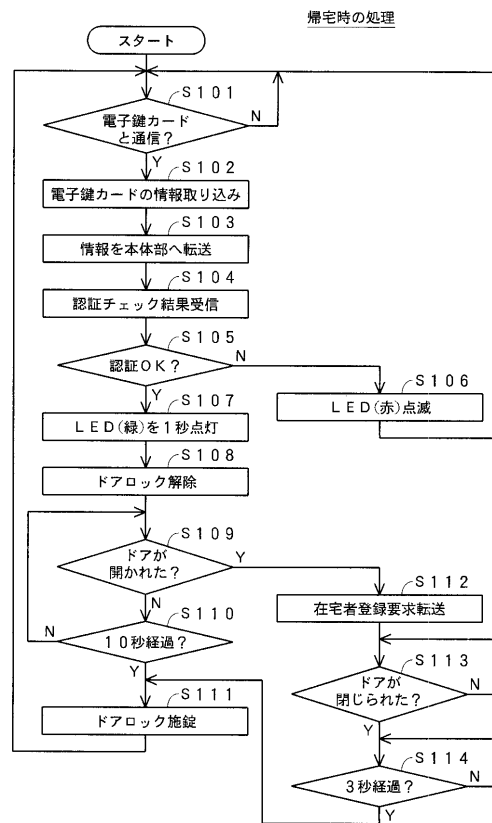 帰宅時の処理
スタート
S101
電子鍵カード
と通信?
N
Y
S102
電子鍵カードの情報取り込み
S103
情報を本体部へ転送
S104
認証チェック結果受信
S105
認証OK?
N
Y
S106
LED(赤)点滅
S107
LED(緑)を1秒点灯
S108
ドアロック解除
S109
ドアが
開かれた?
Y
N
S110
10秒経過?
N
Y
S111
ドアロック施錠
S112
在宅者登録要求転送
S113
ドアが
閉じられた?
N
Y
S114
3秒経過?
N
Y